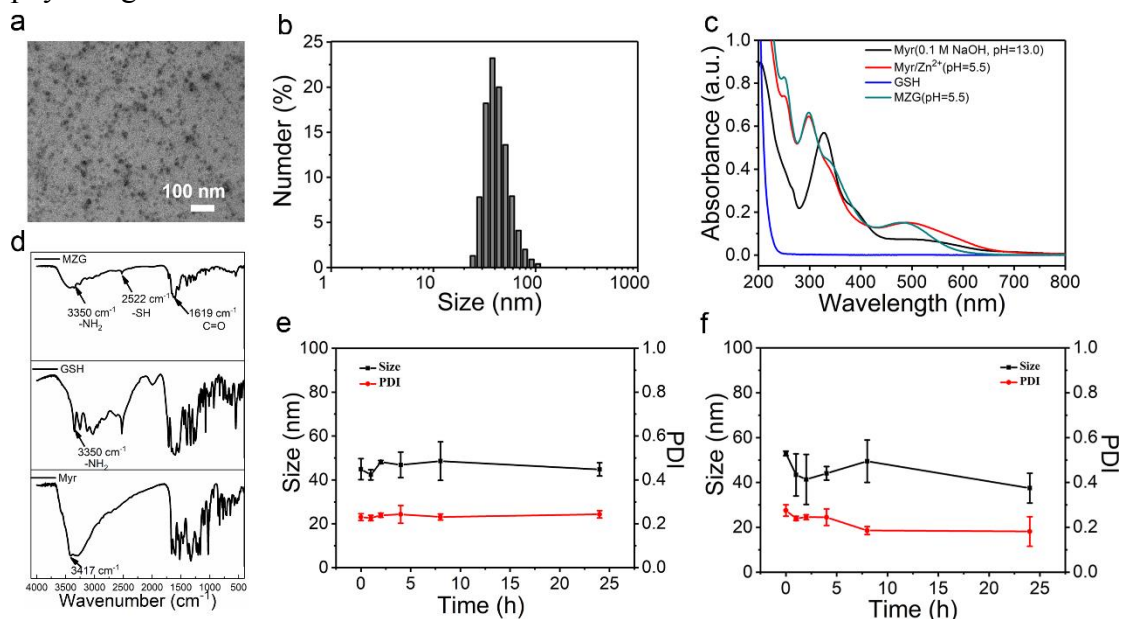 a
100 nm
b
25
20
15
10
5
0
Numder (%)
1
10
100
1000
Size (nm)
c
1.0
0.8
0.6
0.4
0.2
0.0
Absorbance (a.u.)
Myr(0.1 M NaOH, pH=13.0)
Myr/Zn²⁺(pH=5.5)
GSH
MZG(pH=5.5)
200 300 400 500 600 700 800
Wavelength (nm)
d
MZG
3350 cm⁻¹
-NH₂
2522 cm⁻¹
-SH
1619 cm⁻¹
C=O
GSH
3350 cm⁻¹
-NH₂
Myr
3417 cm⁻¹
4000 3500 3000 2500 2000 1500 1000 500
Wavenumber (cm⁻¹)
e
100
80
60
40
20
0
Size (nm)
Size
PDI
1.0
0.8
0.6
0.4
0.2
0.0
PDI
0 5 10 15 20 25
Time (h)
f
100
80
60
40
20
0
Size (nm)
Size
PDI
1.0
0.8
0.6
0.4
0.2
0.0
PDI
0 5 10 15 20 25
Time (h)